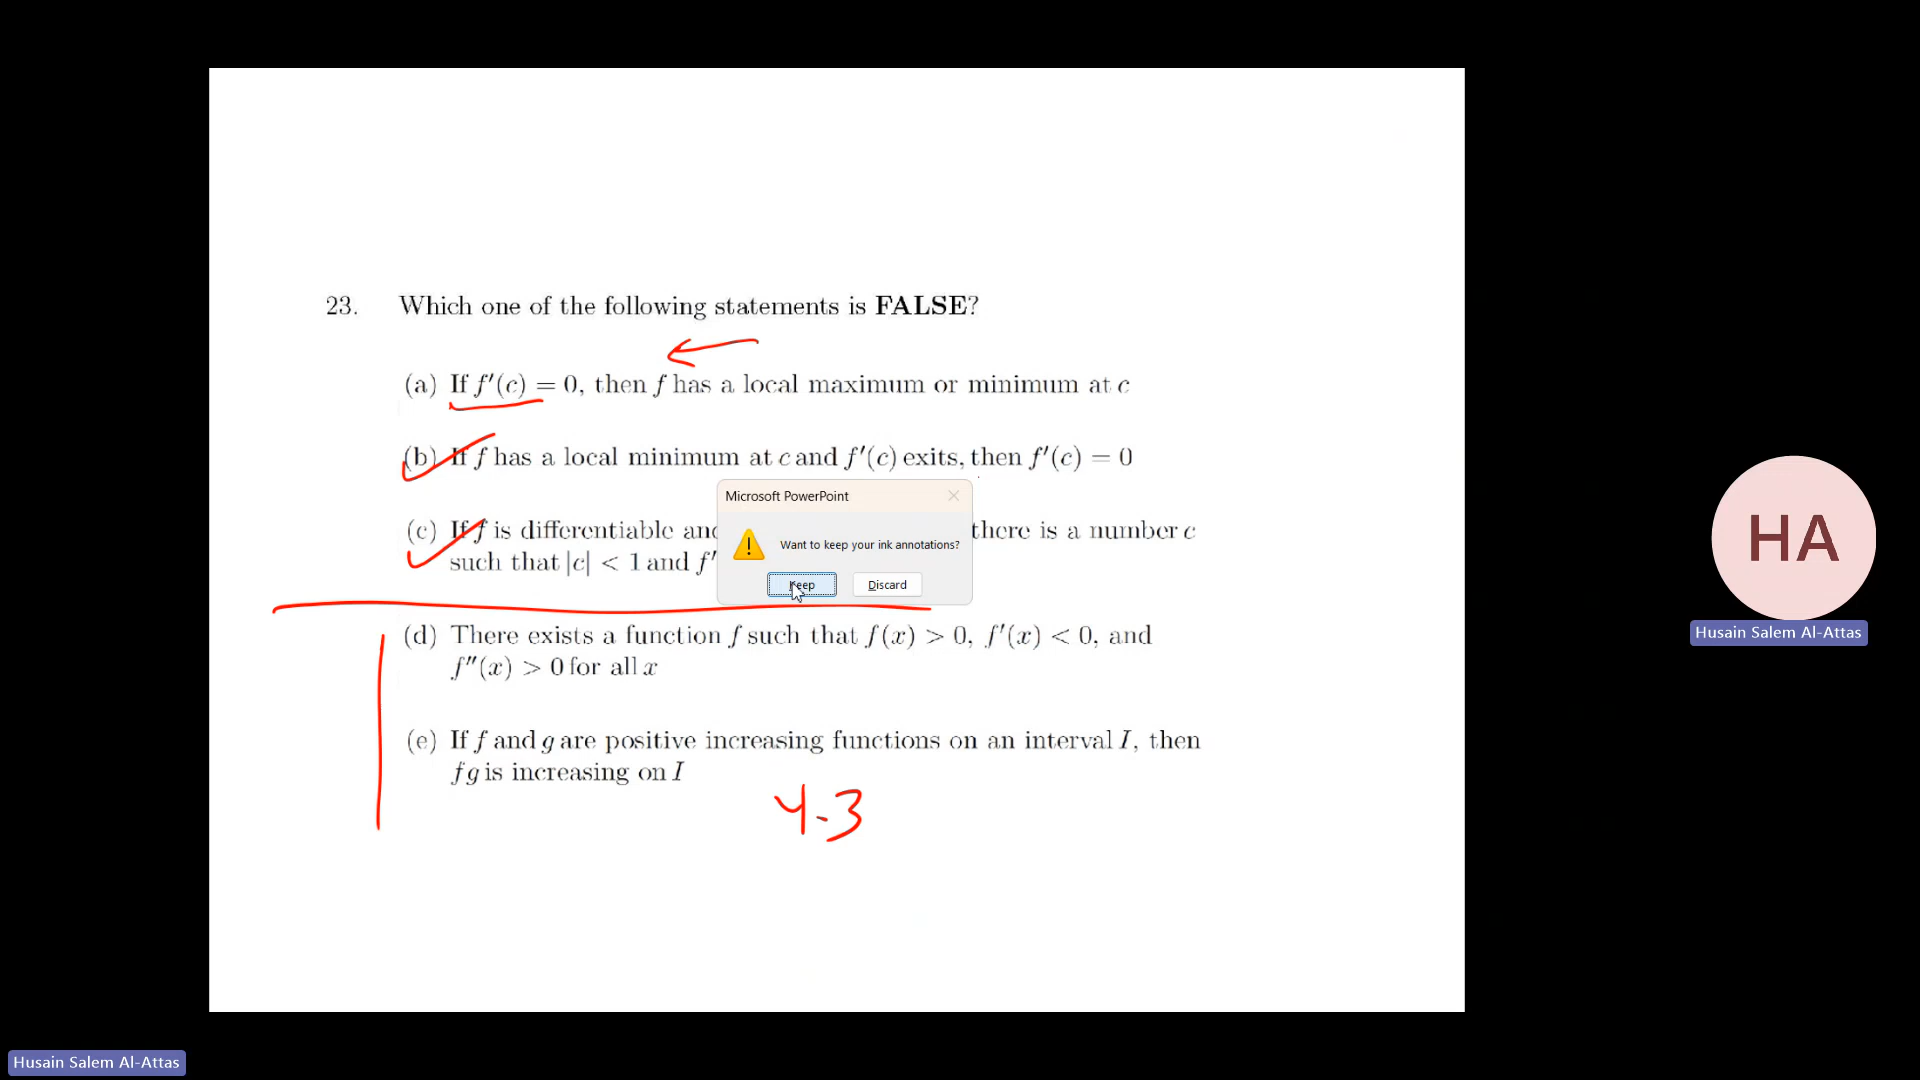 23. Which one of the following statements is FALSE?
(a) If f′(c) = 0, then f has a local maximum or minimum at c
(b) If f has a local minimum at c and f′(c) exits, then f′(c) = 0
(c) If f is differentiable and there is a number c
such that |c| < 1 and f′
Microsoft PowerPoint
Want to keep your ink annotations?
Keep Discard
(d) There exists a function f such that f(x) > 0, f′(x) < 0, and
f″(x) > 0 for all x
(e) If f and g are positive increasing functions on an interval I, then
fg is increasing on I
4.3
HA
Husain Salem Al-Attas
Husain Salem Al-Attas